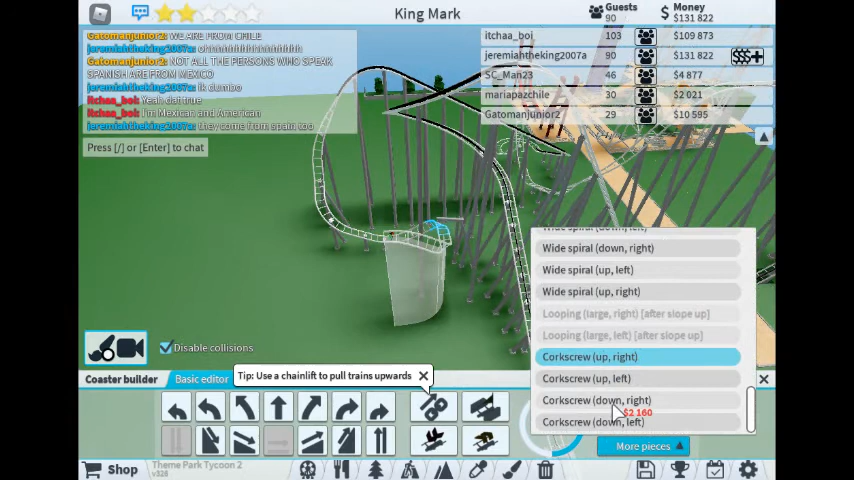 King Mark
Guests
90
Money
$ $131 822
Gatomanjunior2: WE ARE FROM CHILE
jeremiahtheking2007a: ohhhhhhhhhhhhhhhhhh
Gatomanjunior2: NOT ALL THE PERSONS WHO SPEAK
SPANISH ARE FROM MEXICO
jeremiahtheking2007a: Ik dumbo
itchaa_boi: Yeah dat true
itchaa_boi: I'm Mexican and American
jeremiahtheking2007a: they come from spain too
Press [/] or [Enter] to chat
itchaa_boi 103 $109 873
jeremiahtheking2007a 90 $131 822 $$$+
SC_Man23 46 $4 877
mariapazchile 30 $2 021
Gatomanjunior2 29 $10 595
Wide spiral (down, left)
Wide spiral (down, right)
Wide spiral (up, left)
Wide spiral (up, right)
Looping (large, right) [after slope up]
Looping (large, left) [after slope up]
Corkscrew (up, right)
Corkscrew (up, left)
Corkscrew (down, right)
$2 160
Corkscrew (down, left)
More pieces
Disable collisions
Coaster builder
Basic editor
Tip: Use a chainlift to pull trains upwards
Shop
Theme Park Tycoon 2
v326